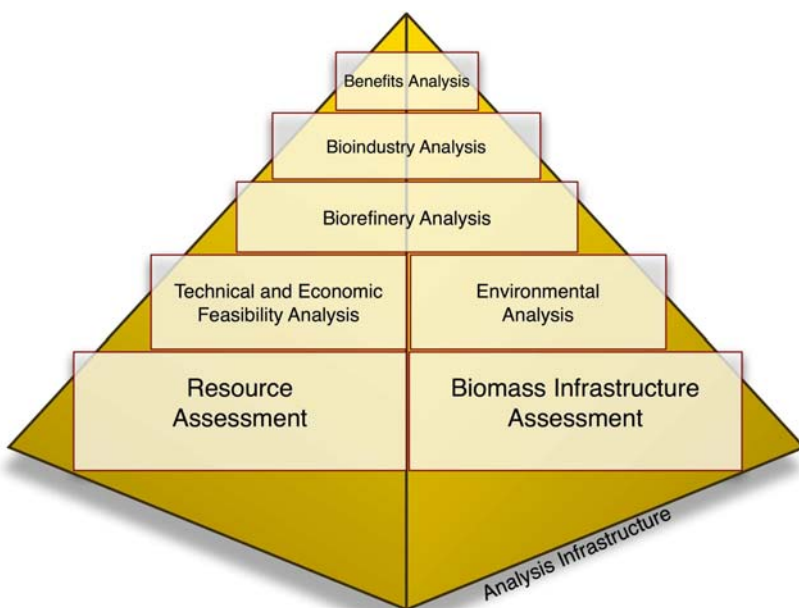 Benefits Analysis
Bioindustry Analysis
Biorefinery Analysis
Technical and Economic
Feasibility Analysis
Environmental
Analysis
Resource
Assessment
Biomass Infrastructure
Assessment
Analysis Infrastructure